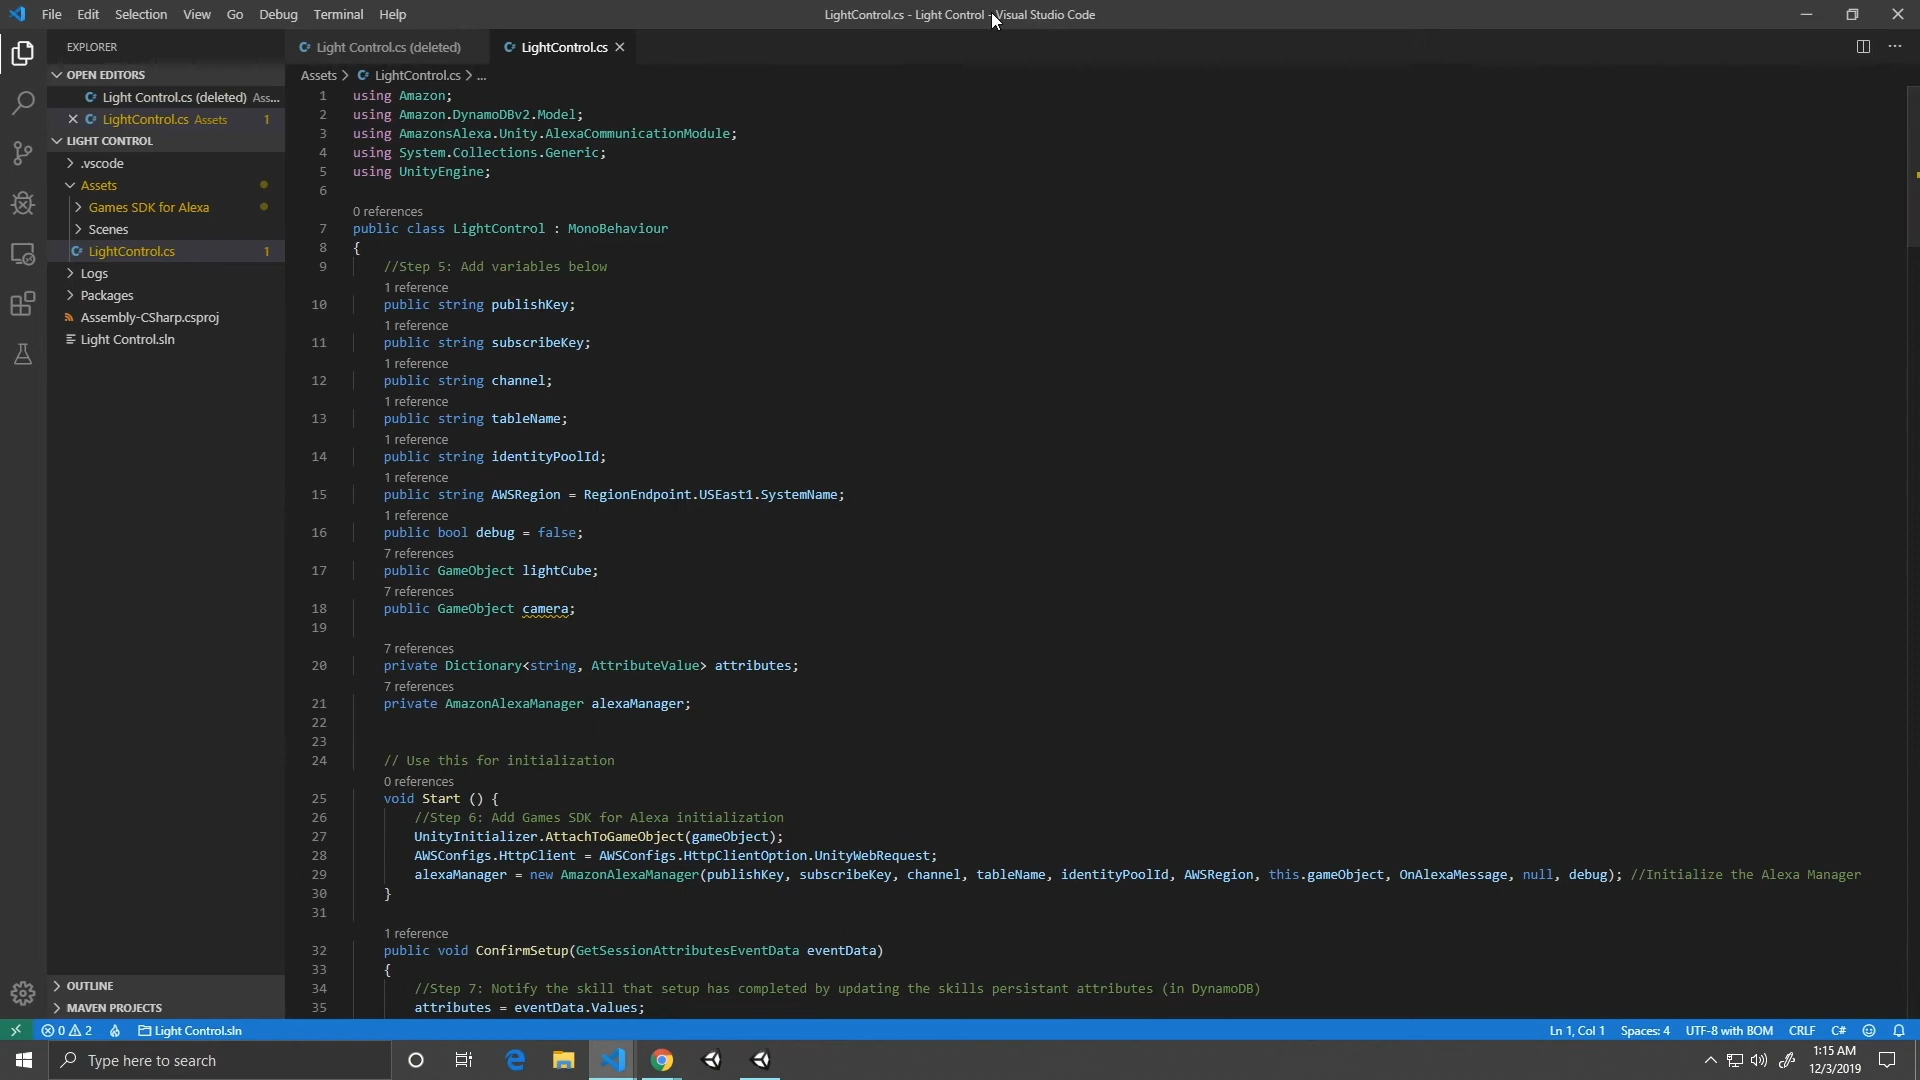 File Edit Selection View Go Debug Terminal Help
LightControl.cs - Light Control - Visual Studio Code
EXPLORER
Light Control.cs (deleted)
LightControl.cs
OPEN EDITORS
Light Control.cs (deleted) Ass...
LightControl.cs Assets 1
LIGHT CONTROL
.vscode
Assets
Games SDK for Alexa
Scenes
LightControl.cs 1
Logs
Packages
Assembly-CSharp.csproj
Light Control.sln
OUTLINE
MAVEN PROJECTS
Assets > LightControl.cs > ...
1 using Amazon;
2 using Amazon.DynamoDBv2.Model;
3 using AmazonsAlexa.Unity.AlexaCommunicationModule;
4 using System.Collections.Generic;
5 using UnityEngine;
6
0 references
7 public class LightControl : MonoBehaviour
8 {
9 //Step 5: Add variables below
1 reference
10 public string publishKey;
1 reference
11 public string subscribeKey;
1 reference
12 public string channel;
1 reference
13 public string tableName;
1 reference
14 public string identityPoolId;
1 reference
15 public string AWSRegion = RegionEndpoint.USEast1.SystemName;
1 reference
16 public bool debug = false;
7 references
17 public GameObject lightCube;
7 references
18 public GameObject camera;
19
7 references
20 private Dictionary<string, AttributeValue> attributes;
7 references
21 private AmazonAlexaManager alexaManager;
22
23
24 // Use this for initialization
0 references
25 void Start () {
26 //Step 6: Add Games SDK for Alexa initialization
27 UnityInitializer.AttachToGameObject(gameObject);
28 AWSConfigs.HttpClient = AWSConfigs.HttpClientOption.UnityWebRequest;
29 alexaManager = new AmazonAlexaManager(publishKey, subscribeKey, channel, tableName, identityPoolId, AWSRegion, this.gameObject, OnAlexaMessage, null, debug); //Initialize the Alexa Manager
30 }
31
1 reference
32 public void ConfirmSetup(GetSessionAttributesEventData eventData)
33 {
34 //Step 7: Notify the skill that setup has completed by updating the skills persistant attributes (in DynamoDB)
35 attributes = eventData.Values;
0 2 Light Control.sln
Ln 1, Col 1 Spaces: 4 UTF-8 with BOM CRLF C#
Type here to search
1:15 AM
12/3/2019